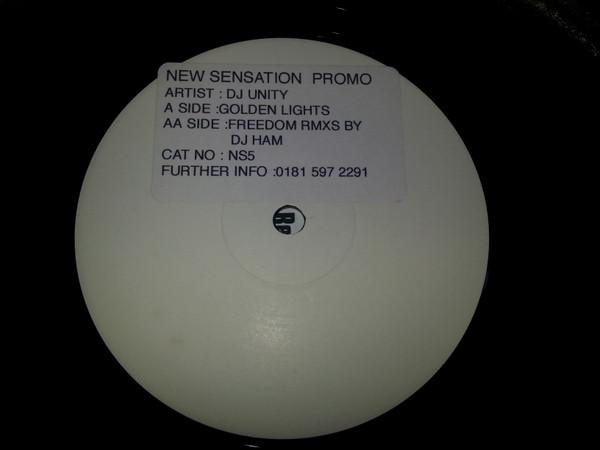 NEW SENSATION PROMO
ARTIST : DJ UNITY
A SIDE :GOLDEN LIGHTS
AA SIDE :FREEDOM RMXS BY
DJ HAM
CAT NO : NS5
FURTHER INFO :0181 597 2291